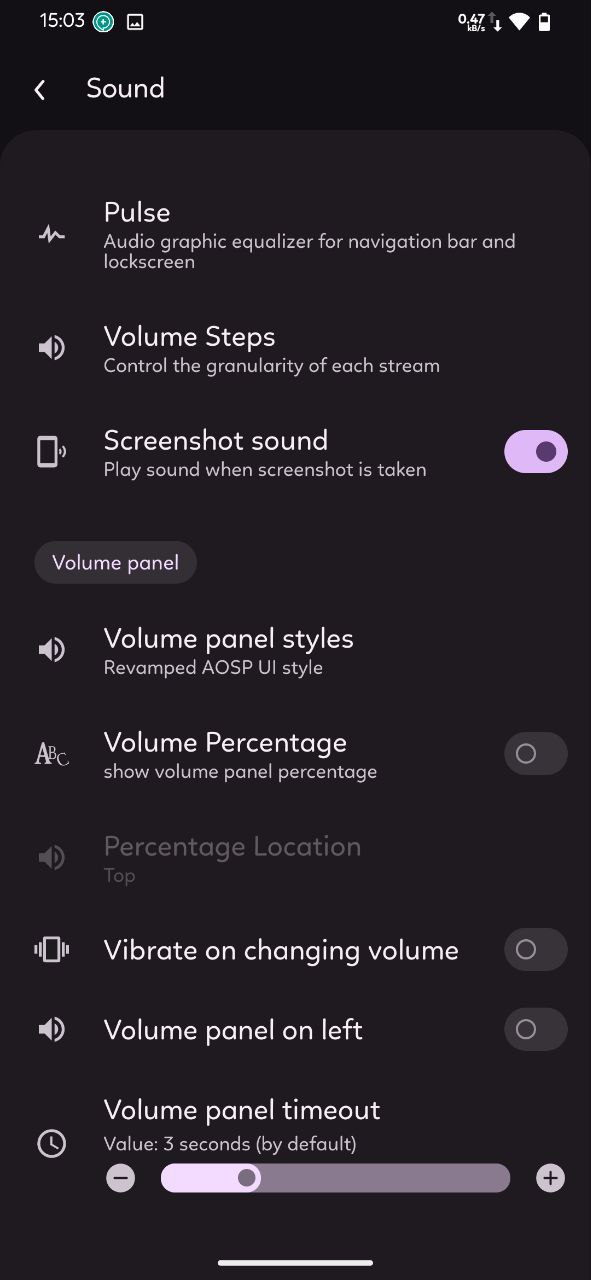 15:03
0.47
kB/s
Sound
Pulse
Audio graphic equalizer for navigation bar and
lockscreen
Volume Steps
Control the granularity of each stream
Screenshot sound
Play sound when screenshot is taken
Volume panel
Volume panel styles
Revamped AOSP UI style
ABC
Volume Percentage
show volume panel percentage
Percentage Location
Top
Vibrate on changing volume
Volume panel on left
Volume panel timeout
Value: 3 seconds (by default)